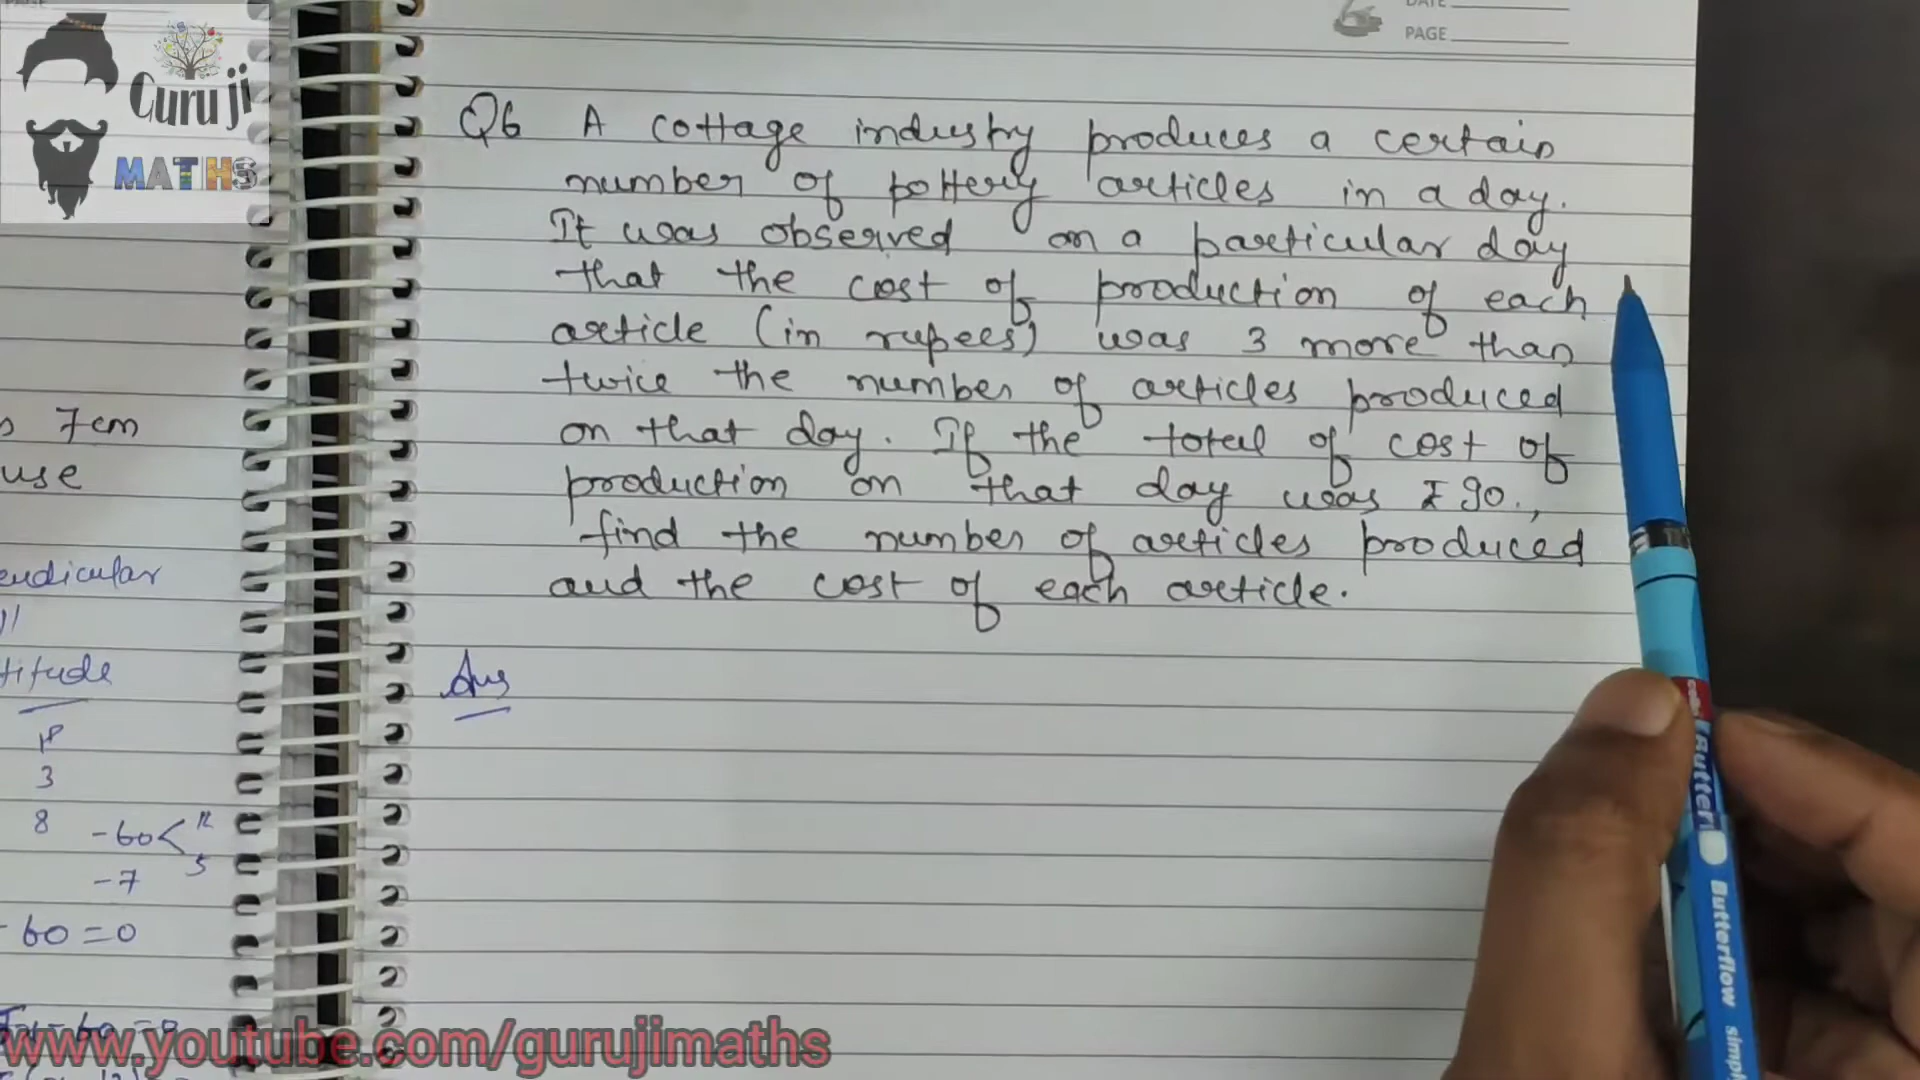 Guruji
MATHS
DATE
PAGE
Q6 A cottage industry produces a certain
number of pottery articles in a day.
It was observed on a particular day
that the cost of production of each
article (in rupees) was 3 more than
twice the number of articles produced
on that day. If the total of cost of
production on that day was ₹ 90.,
find the number of articles produced
and the cost of each article.
Ans
7cm
use
endicular
titude
3
8
-60< 12
5
-7
- 60 = 0
Butterflow
www.youtube.com/gurujimaths